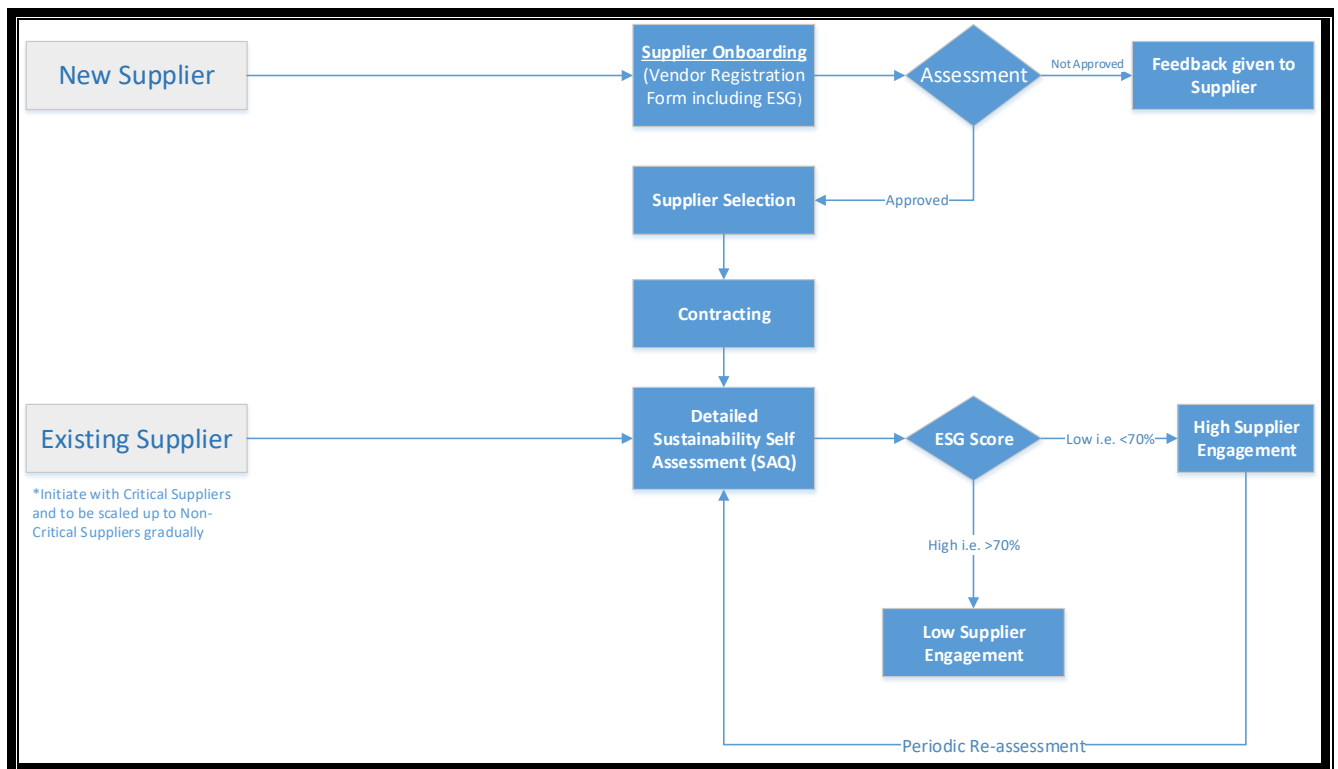 New Supplier
Supplier Onboarding
(Vendor Registration
Form including ESG)
Assessment
Not Approved
Feedback given to
Supplier
Supplier Selection
Approved
Contracting
Existing Supplier
*Initiate with Critical Suppliers
and to be scaled up to Non-
Critical Suppliers gradually
Detailed
Sustainability Self
Assessment (SAQ)
ESG Score
Low i.e. <70%
High Supplier
Engagement
High i.e. >70%
Low Supplier
Engagement
Periodic Re-assessment